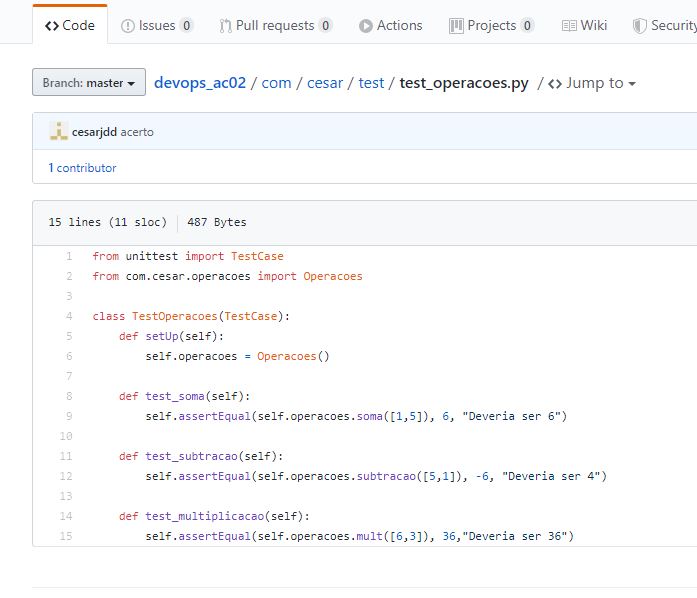 Code Issues 0 Pull requests 0 Actions Projects 0 Wiki Security
Branch: master devops_ac02 / com / cesar / test / test_operacoes.py / Jump to
cesarjdd acerto
1 contributor
15 lines (11 sloc) 487 Bytes
1 from unittest import TestCase
2 from com.cesar.operacoes import Operacoes
3
4 class TestOperacoes(TestCase):
5 def setUp(self):
6 self.operacoes = Operacoes()
7
8 def test_soma(self):
9 self.assertEqual(self.operacoes.soma([1,5]), 6, "Deveria ser 6")
10
11 def test_subtracao(self):
12 self.assertEqual(self.operacoes.subtracao([5,1]), -6, "Deveria ser 4")
13
14 def test_multiplicacao(self):
15 self.assertEqual(self.operacoes.mult([6,3]), 36,"Deveria ser 36")